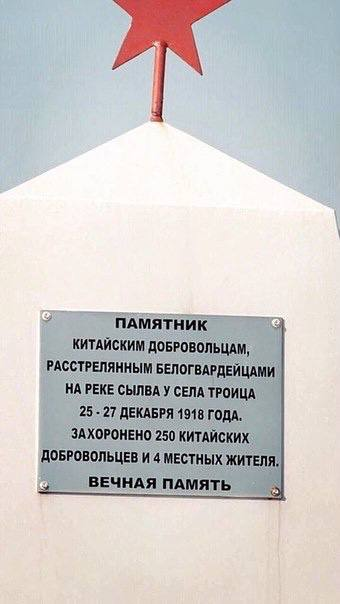 ПАМЯТНИК
КИТАЙСКИМ ДОБРОВОЛЬЦАМ,
РАССТРЕЛЯННЫМ БЕЛОГВАРДЕЙЦАМИ
НА РЕКЕ СЫЛВА У СЕЛА ТРОИЦА
25 - 27 ДЕКАБРЯ 1918 ГОДА.
ЗАХОРОНЕНО 250 КИТАЙСКИХ
ДОБРОВОЛЬЦЕВ И 4 МЕСТНЫХ ЖИТЕЛЯ.
ВЕЧНАЯ ПАМЯТЬ